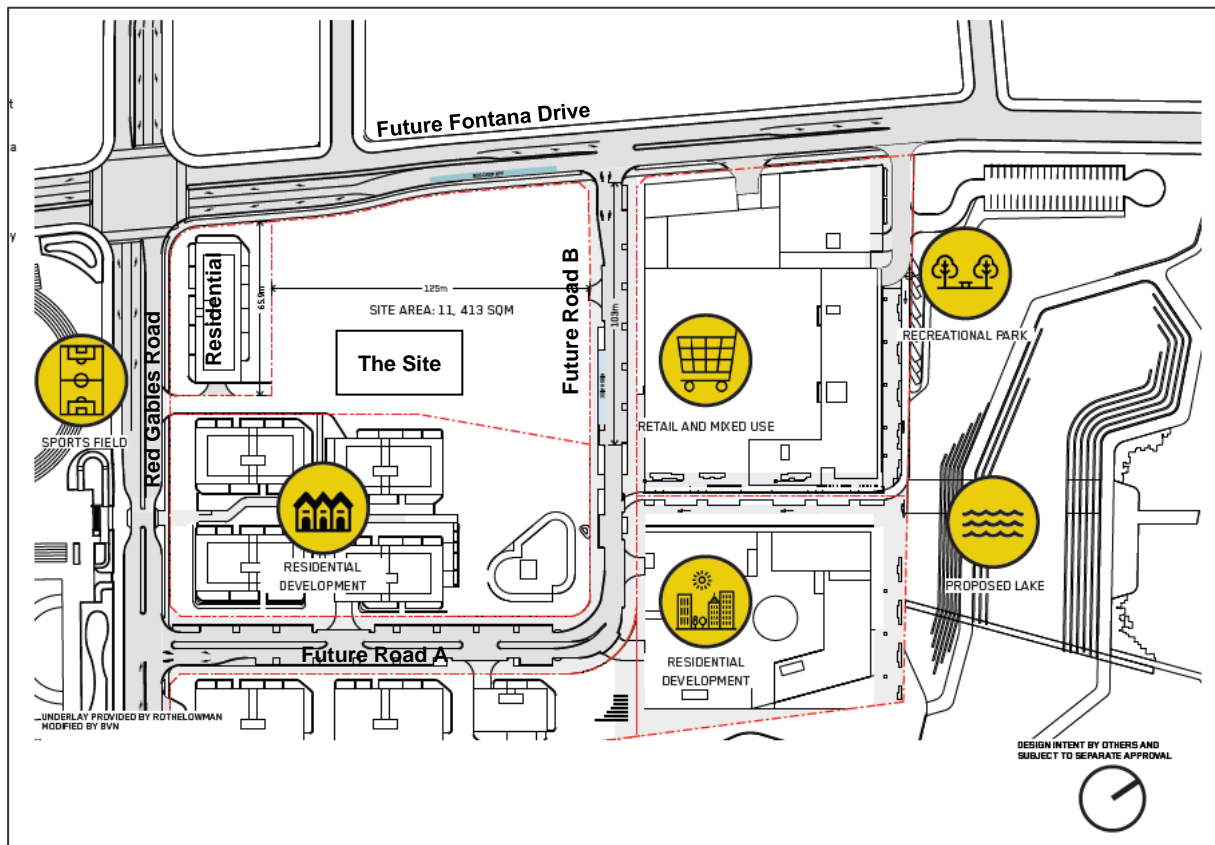 t
a
y
Future Fontana Drive
Residential
65.9m
125m
SITE AREA: 11, 413 SQM
The Site
Future Road B
103m
Red Gables Road
SPORTS FIELD
RECREATIONAL PARK
RETAIL AND MIXED USE
RESIDENTIAL
DEVELOPMENT
PROPOSED LAKE
RESIDENTIAL
DEVELOPMENT
Future Road A
UNDERLAY PROVIDED BY ROTHELOWMAN
MODIFIED BY BVN
DESIGN INTENT BY OTHERS AND
SUBJECT TO SEPARATE APPROVAL